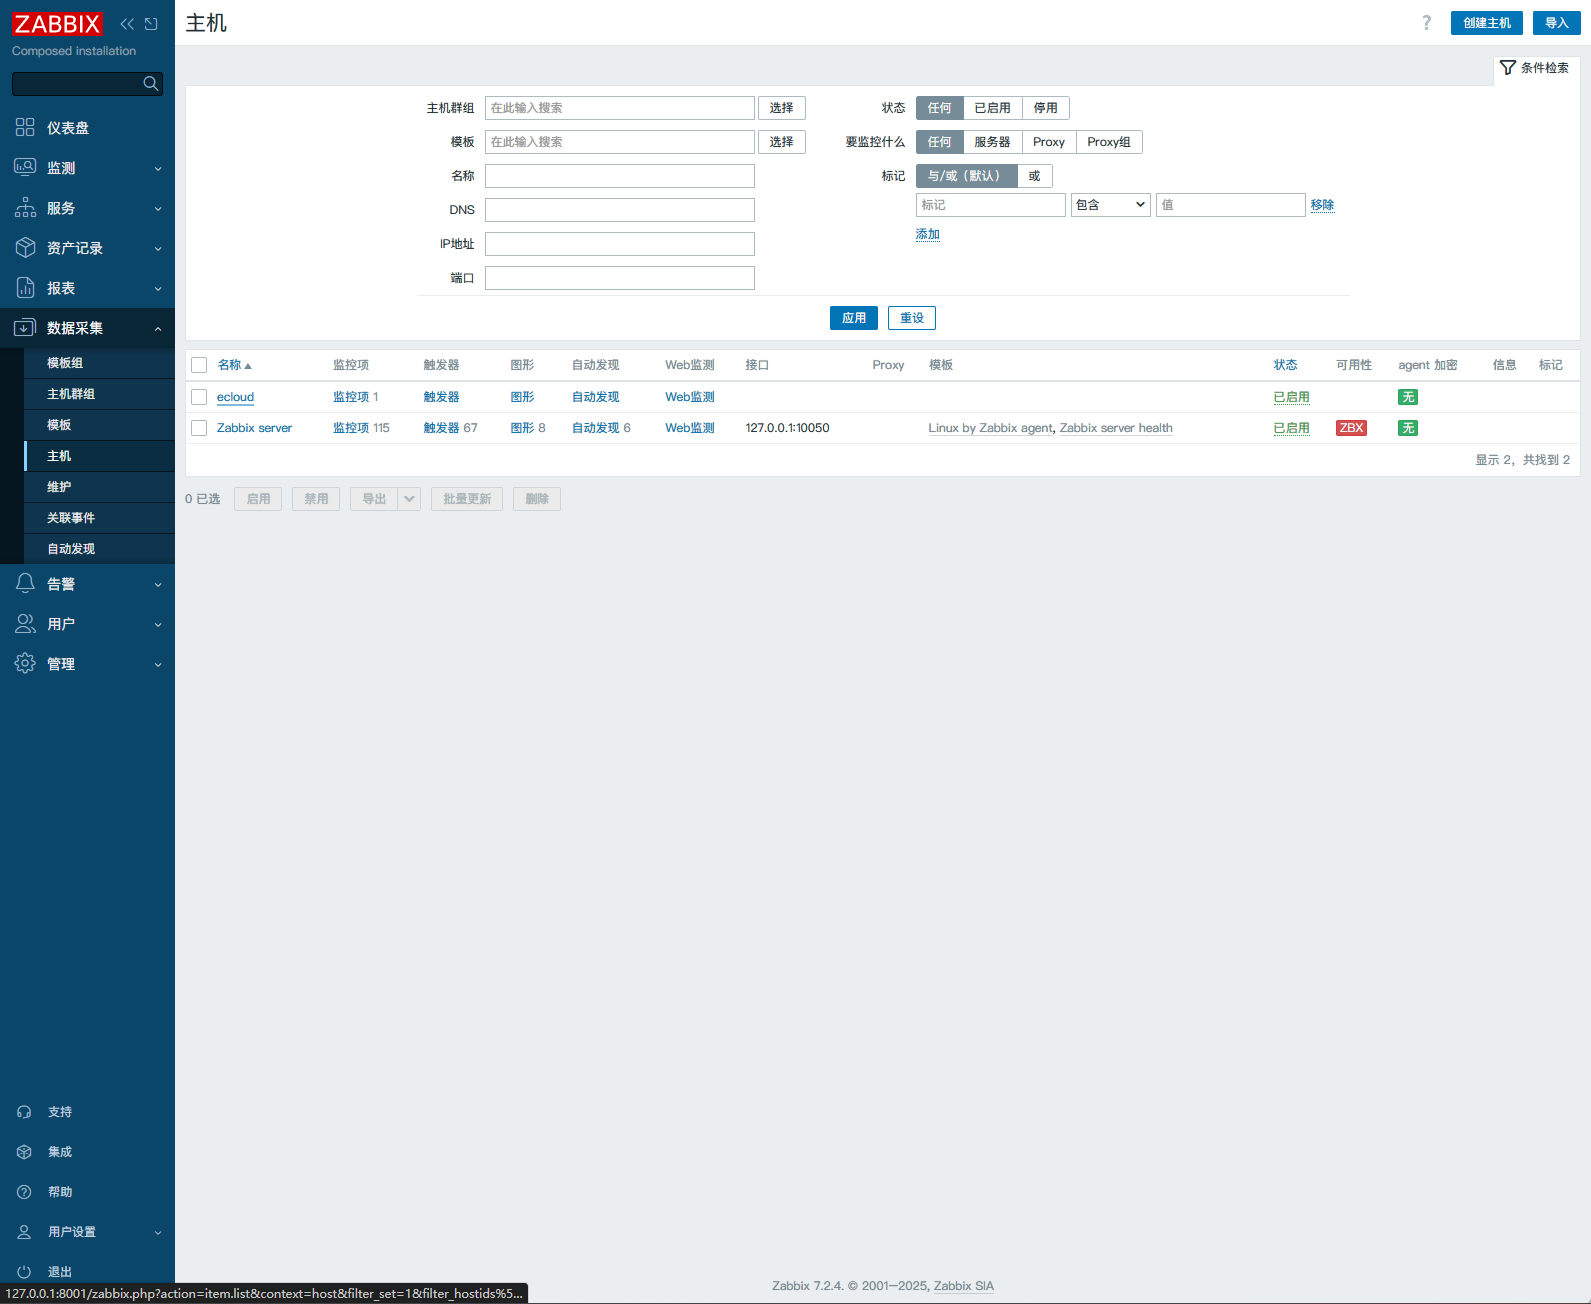 ZABBIX
Composed installation
仪表盘
监测
服务
资产记录
报表
数据采集
模板组
主机群组
模板
主机
维护
关联事件
自动发现
告警
用户
管理
支持
集成
帮助
用户设置
退出
主机
? 创建主机 导入
条件检索
主机群组 在此输入搜索 选择 状态 任何 已启用 停用
模板 在此输入搜索 选择 要监控什么 任何 服务器 Proxy Proxy组
名称 标记 与/或（默认） 或
标记 包含 值 移除
DNS
添加
IP地址
端口
应用 重设
名称 监控项 触发器 图形 自动发现 Web监测 接口 Proxy 模板 状态 可用性 agent 加密 信息 标记
ecloud 监控项 1 触发器 图形 自动发现 Web监测 已启用 无
Zabbix server 监控项 115 触发器 67 图形 8 自动发现 6 Web监测 127.0.0.1:10050 Linux by Zabbix agent, Zabbix server health 已启用 ZBX 无
显示 2，共找到 2
0 已选 启用 禁用 导出 批量更新 删除
Zabbix 7.2.4. © 2001–2025, Zabbix SIA
127.0.0.1:8001/zabbix.php?action=item.list&context=host&filter_set=1&filter_hostids%5...